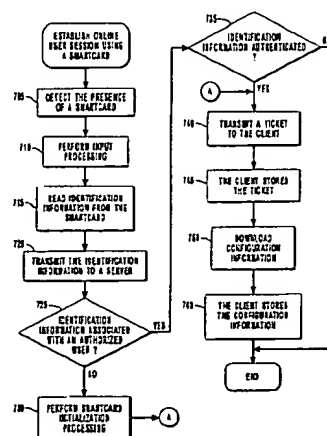 ESTABLISH ONLINE
USER SESSION USING A
SMARTCARD
705
DETECT THE PRESENCE
OF A SMARTCARD
710
PERFORM INPUT
PROCESSING
715
READ IDENTIFICATION
INFORMATION FROM THE
SMARTCARD
720
TRANSMIT THE IDENTIFICATION
INFORMATION TO A SERVER
725
IDENTIFICATION
INFORMATION ASSOCIATED
WITH AN AUTHORIZED
USER ?
YES
NO
730
PERFORM SMARTCARD
INITIALIZATION
PROCESSING
A
735
IDENTIFICATION
INFORMATION AUTHENTICATED
?
YES
A
740
TRANSMIT A TICKET
TO THE CLIENT
745
THE CLIENT STORES
THE TICKET
DOWNLOAD
CONFIGURATION
INFORMATION
THE CLIENT STORES
THE CONFIGURATION
INFORMATION
END